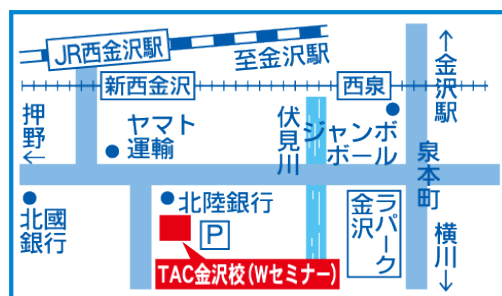 JR西金沢駅
至金沢駅
↑金沢駅
新西金沢
西泉
押野←
ヤマト
運輸
伏見川
ジャンボ
ボール
泉本町
北國
銀行
北陸銀行
P
ラパーク
金沢
横川↓
TAC金沢校(Wセミナー)